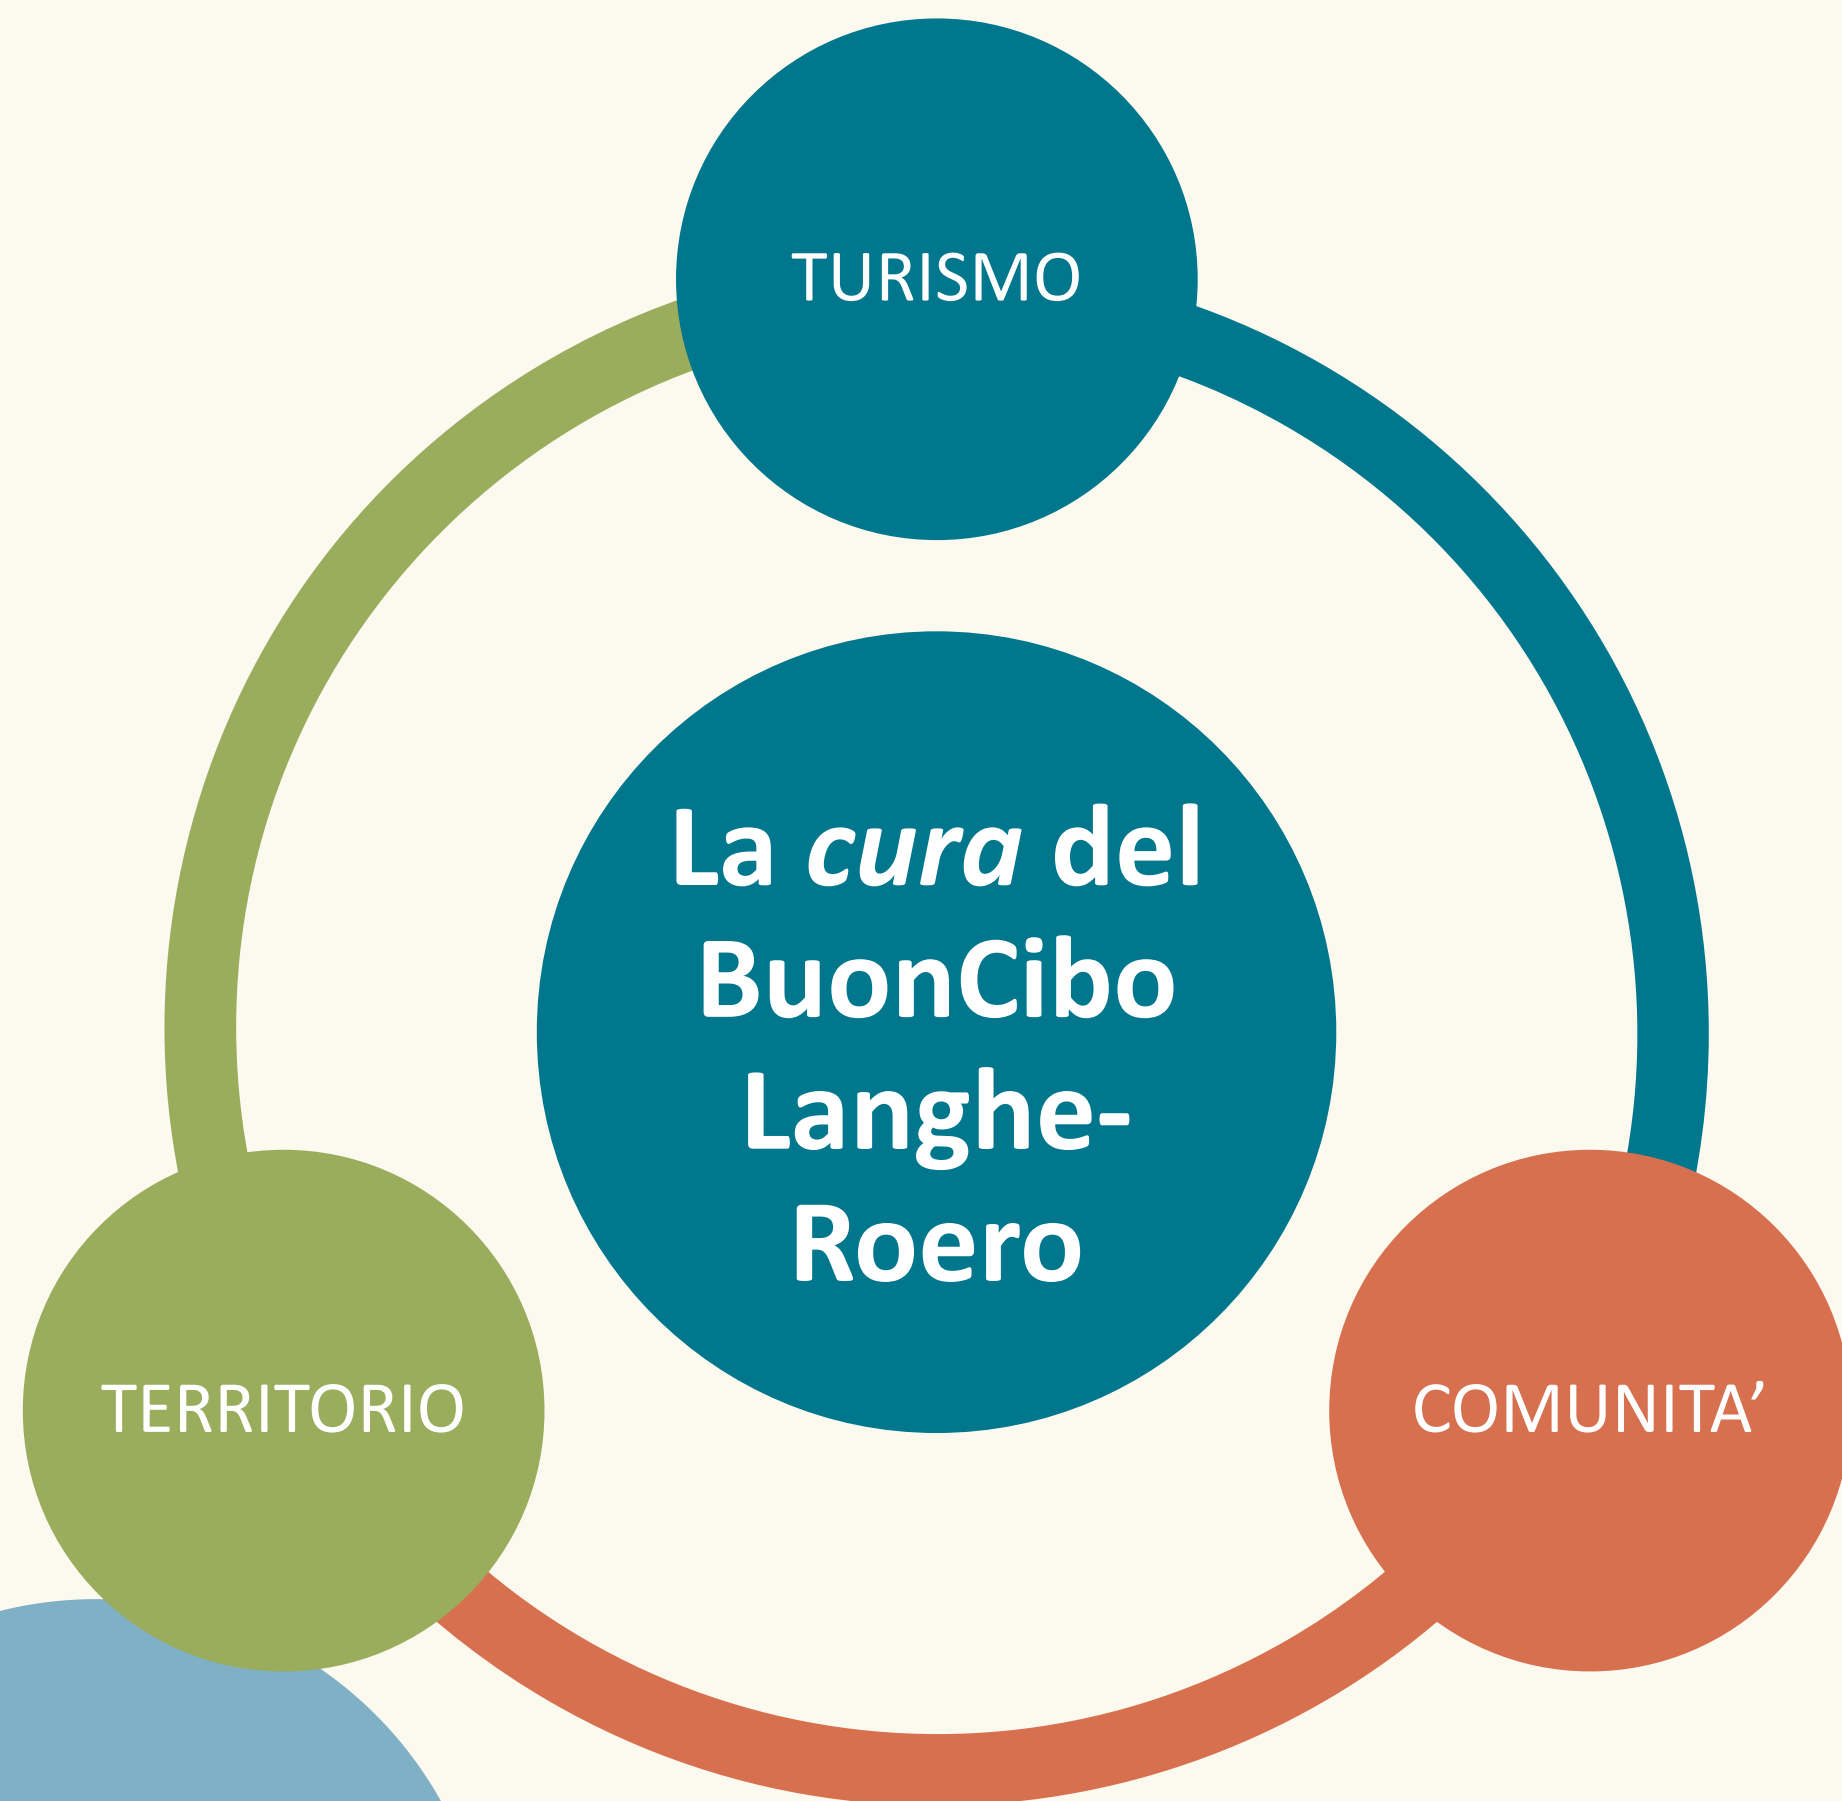 TURISMO
La cura del
BuonCibo
Langhe-
Roero
TERRITORIO
COMUNITA’